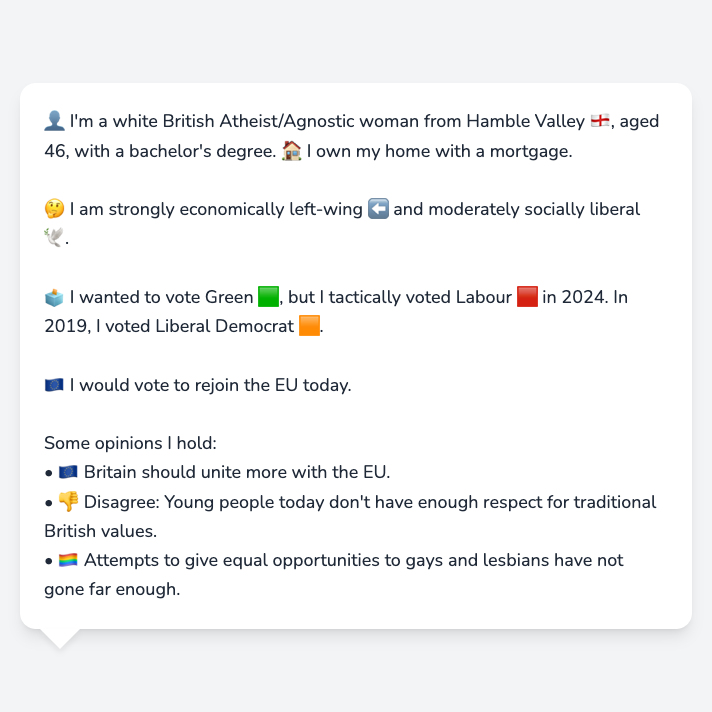 👤 I'm a white British Atheist/Agnostic woman from Hamble Valley 🏴󠁧󠁢󠁥󠁮󠁧󠁿, aged
46, with a bachelor's degree. 🏠 I own my home with a mortgage.
🤔 I am strongly economically left-wing ⬅️ and moderately socially liberal
🕊️.
🗳️ I wanted to vote Green 🟩, but I tactically voted Labour 🟥 in 2024. In
2019, I voted Liberal Democrat 🟧.
🇪🇺 I would vote to rejoin the EU today.
Some opinions I hold:
• 🇪🇺 Britain should unite more with the EU.
• 👎 Disagree: Young people today don't have enough respect for traditional
British values.
• 🏳️‍🌈 Attempts to give equal opportunities to gays and lesbians have not
gone far enough.